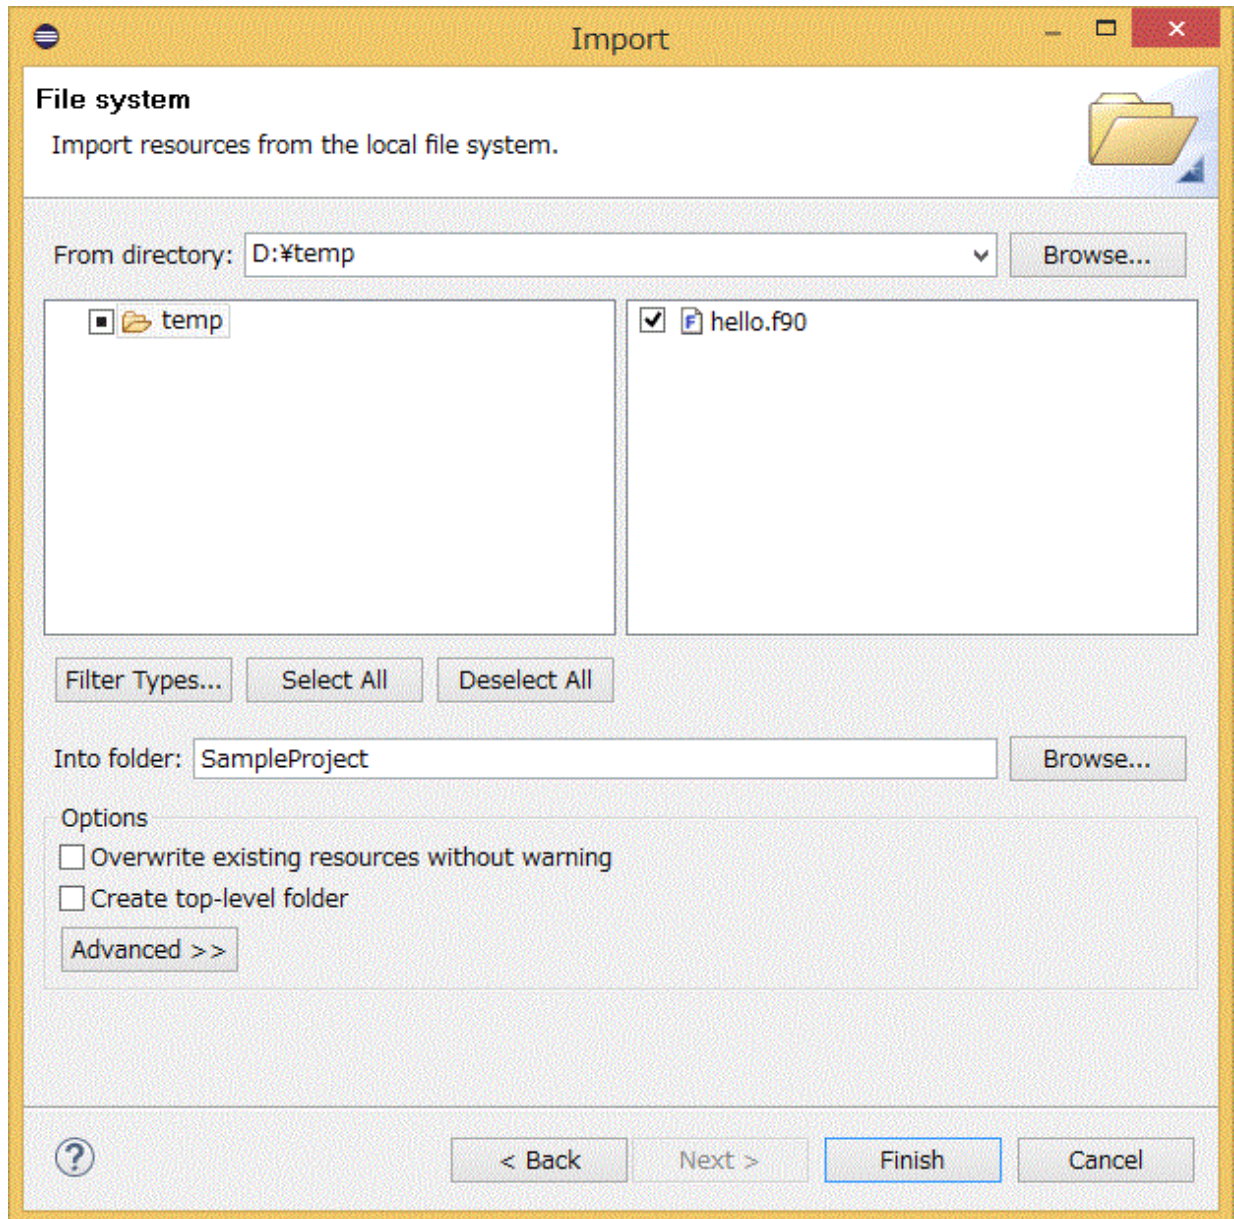 Import
File system
Import resources from the local file system.
From directory: D:¥temp Browse...
temp hello.f90
Filter Types... Select All Deselect All
Into folder: SampleProject Browse...
Options
Overwrite existing resources without warning
Create top-level folder
Advanced >>
? < Back Next > Finish Cancel